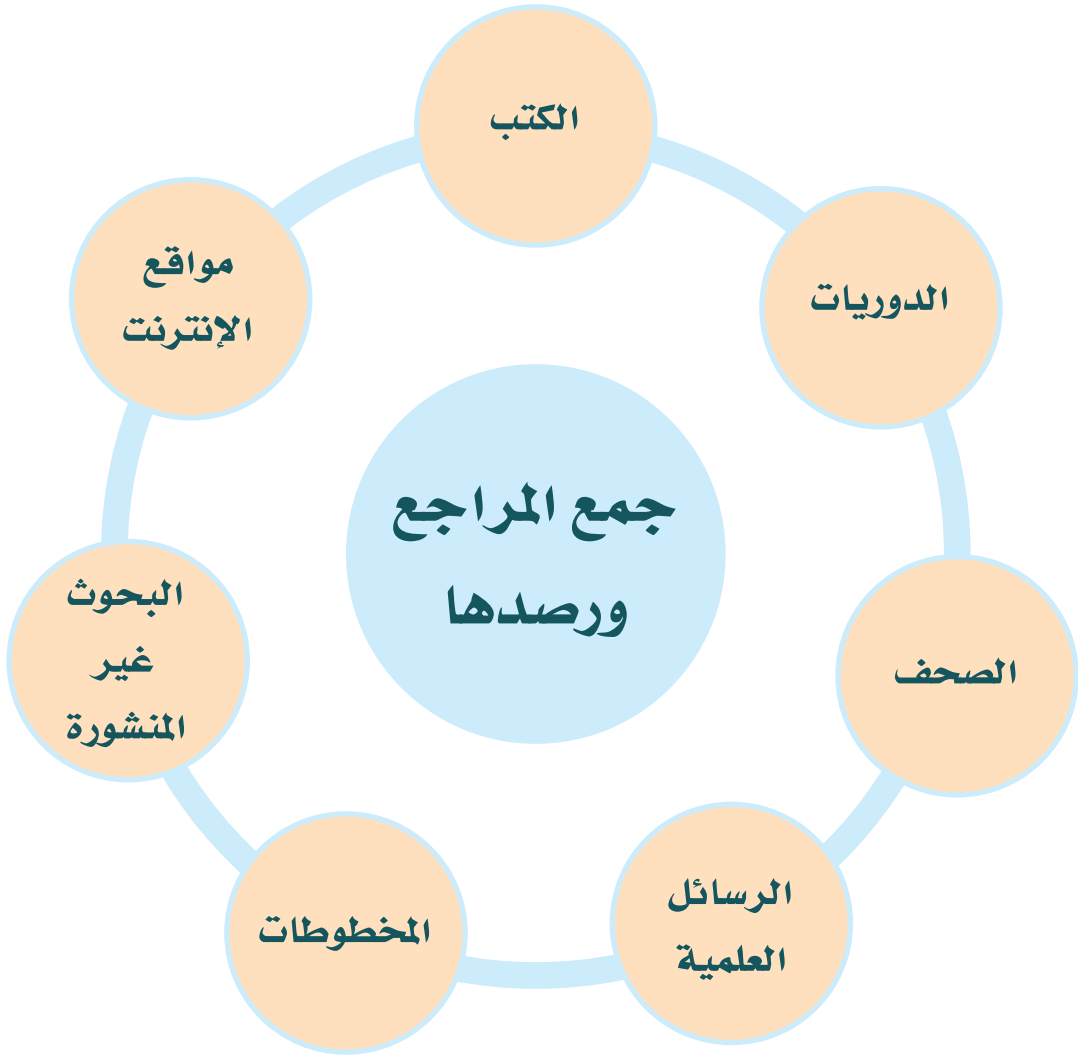 جمع المراجع
ورصدها
الكتب
الدوريات
الصحف
الرسائل
العلمية
المخطوطات
البحوث
غير
المنشورة
مواقع
الإنترنت